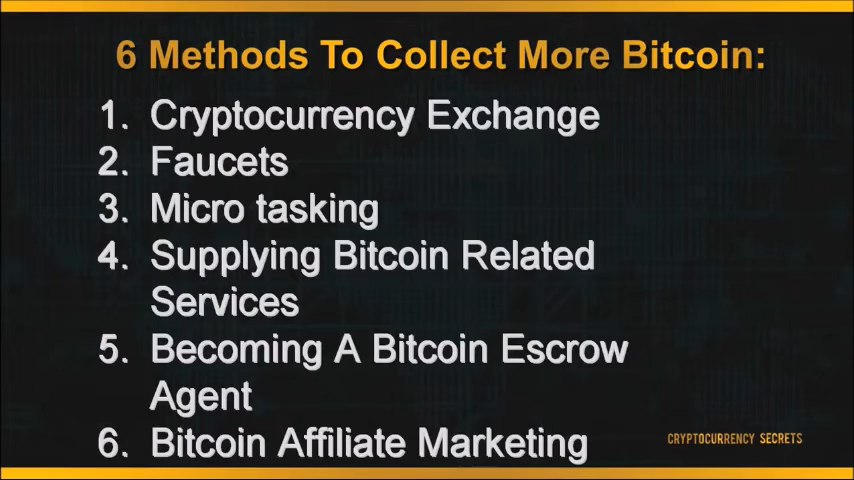 6 Methods To Collect More Bitcoin:
1. Cryptocurrency Exchange
2. Faucets
3. Micro tasking
4. Supplying Bitcoin Related
Services
5. Becoming A Bitcoin Escrow
Agent
6. Bitcoin Affiliate Marketing
CRYPTOCURRENCY SECRETS